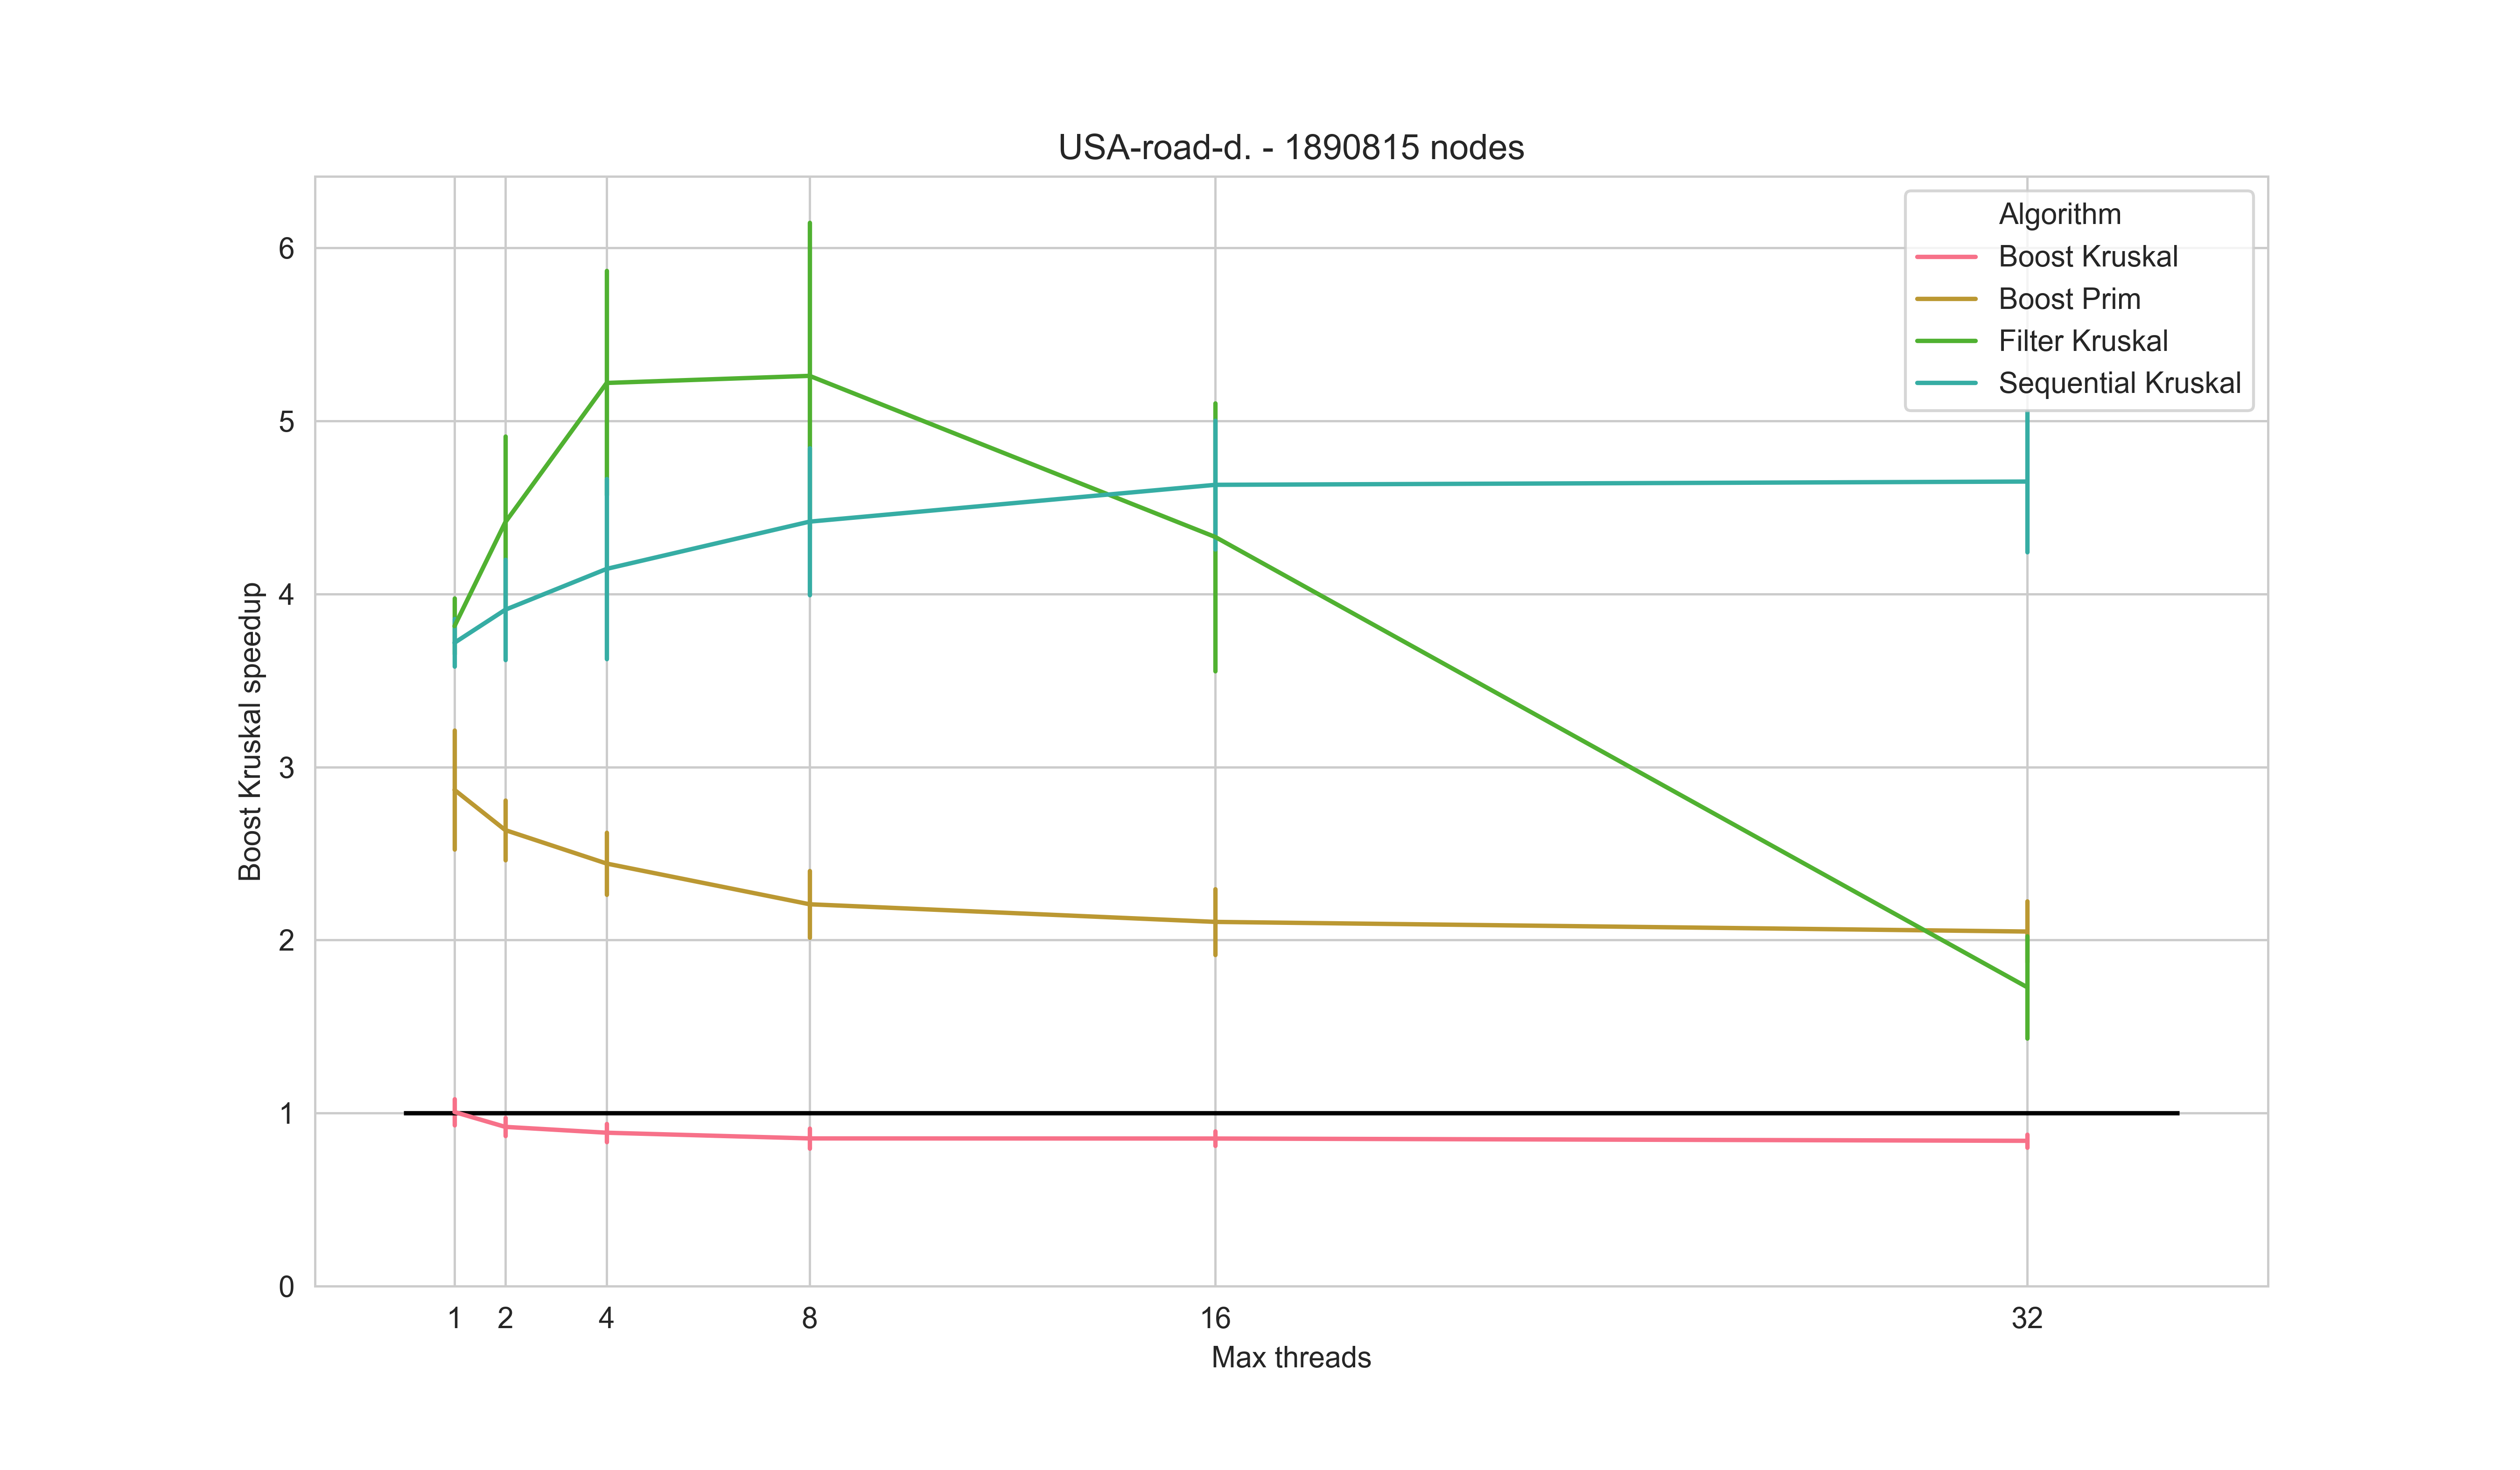 USA-road-d. - 1890815 nodes
Algorithm
Boost Kruskal
Boost Prim
Filter Kruskal
Sequential Kruskal
Boost Kruskal speedup
6
5
4
3
2
1
0
1 2 4 8 16 32
Max threads